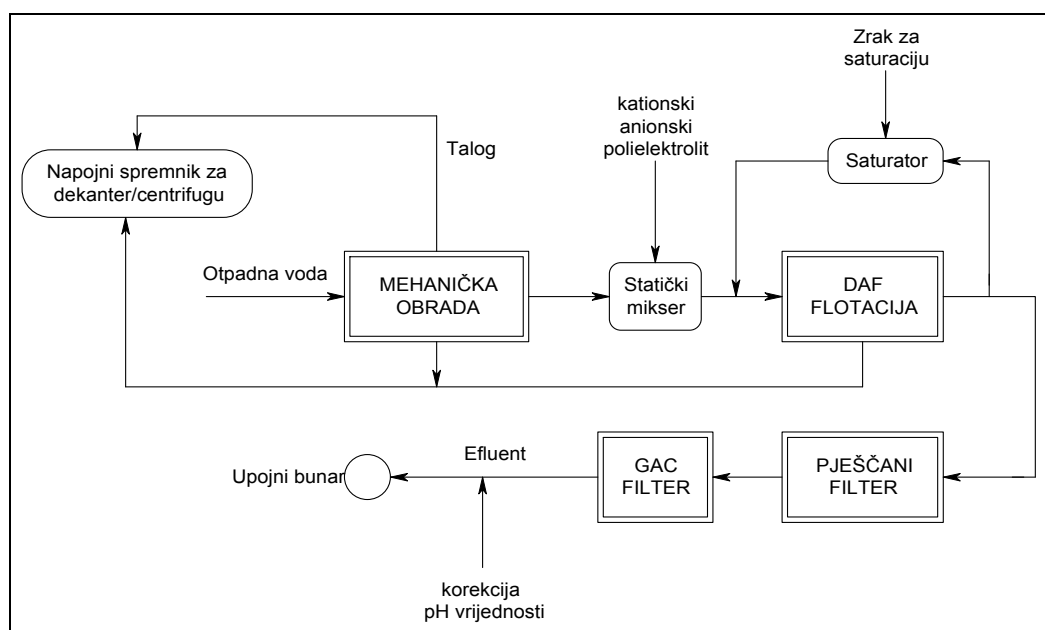 Zrak za
saturaciju
kationski
anionski
polielektrolit
Talog
Napojni spremnik za
dekanter/centrifugu
Saturator
Otpadna voda
MEHANIČKA
OBRADA
Statički
mikser
DAF
FLOTACIJA
Upojni bunar
Efluent
GAC
FILTER
PJEŠČANI
FILTER
korekcija
pH vrijednosti